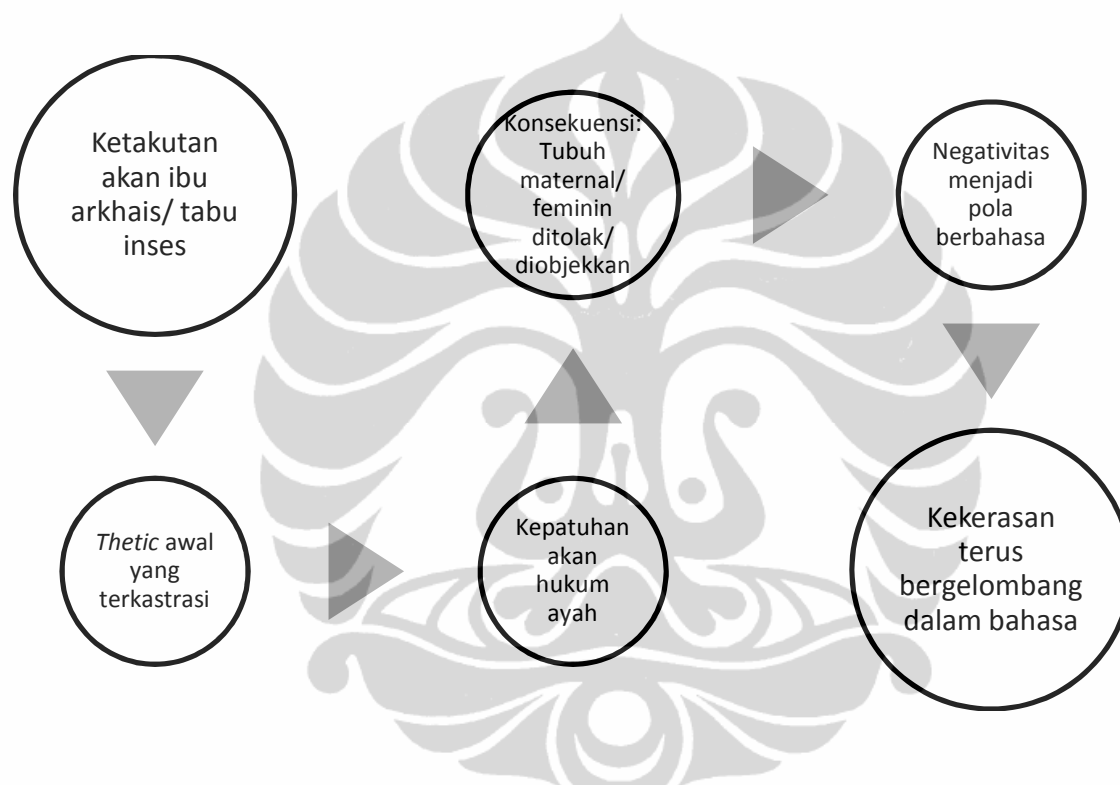 Ketakutan
akan ibu
arkhais/ tabu
inses
Thetic awal
yang
terkastrasi
Kepatuhan
akan
hukum
ayah
Konsekuensi:
Tubuh
maternal/
feminin
ditolak/
diobjekkan
Negativitas
menjadi
pola
berbahasa
Kekerasan
terus
bergelombang
dalam bahasa